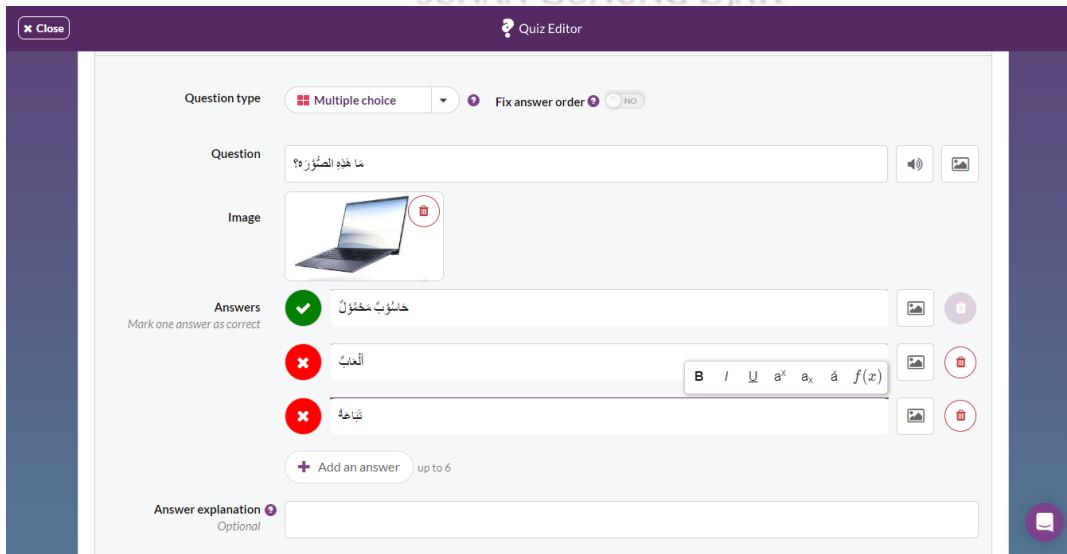 × Close
Quiz Editor
Question type
Multiple choice
Fix answer order
NO
Question
مَا هَذِهِ الصُّوْرَه؟
Image
Answers
Mark one answer as correct
حَاسُوْبٌ مَحْمُوْلٌ
أَلْعَابٌ
B I U aˣ aₓ á f(x)
تَبَاعَةٌ
+ Add an answer up to 6
Answer explanation
Optional